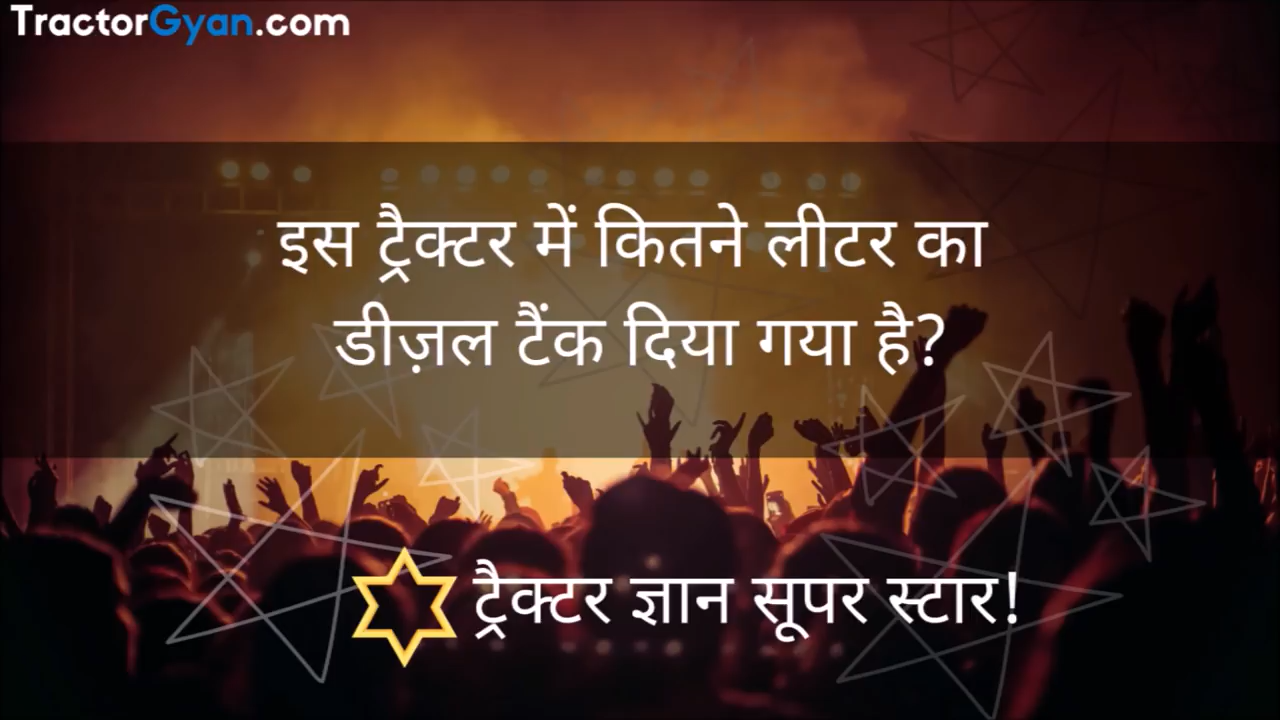 TractorGyan.com
इस ट्रैक्टर में कितने लीटर का
डीज़ल टैंक दिया गया है?
ट्रैक्टर ज्ञान सूपर स्टार!